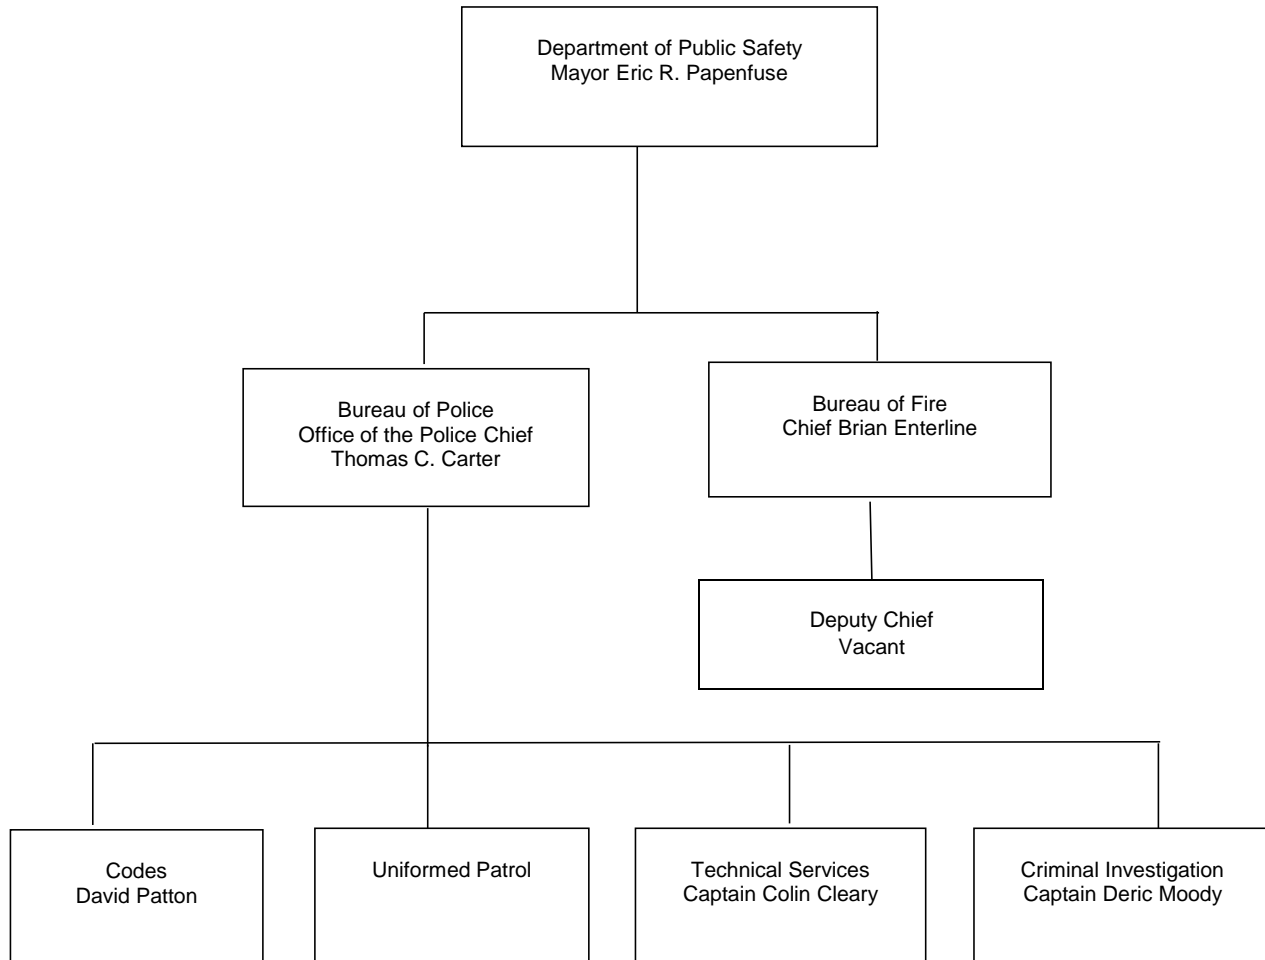 Department of Public Safety
Mayor Eric R. Papenfuse
Bureau of Police
Office of the Police Chief
Thomas C. Carter
Bureau of Fire
Chief Brian Enterline
Deputy Chief
Vacant
Codes
David Patton
Uniformed Patrol
Technical Services
Captain Colin Cleary
Criminal Investigation
Captain Deric Moody